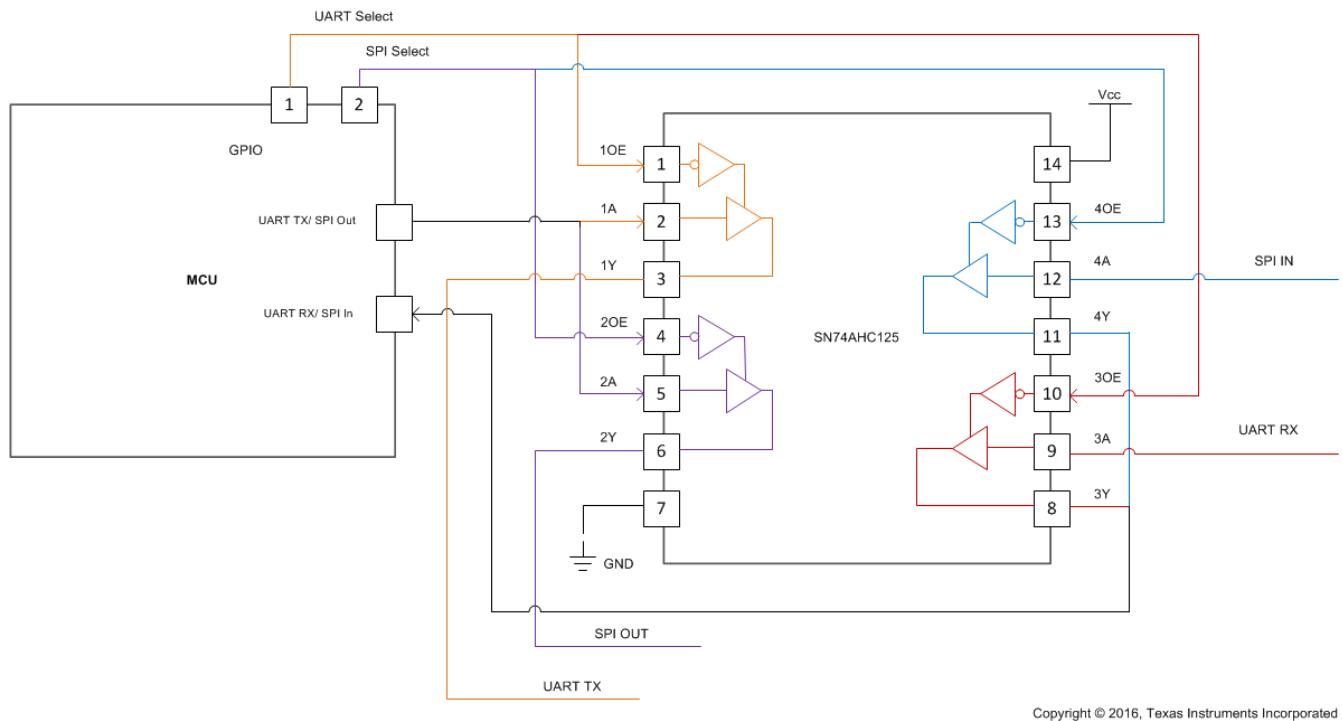 UART Select
SPI Select
1
2
GPIO
UART TX/ SPI Out
MCU
UART RX/ SPI In
Vcc
1OE
1
14
1A
2
13
4OE
1Y
3
12
4A
SPI IN
2OE
4
11
4Y
SN74AHC125
2A
5
10
3OE
2Y
6
9
3A
UART RX
7
8
3Y
GND
SPI OUT
UART TX
Copyright © 2016, Texas Instruments Incorporated